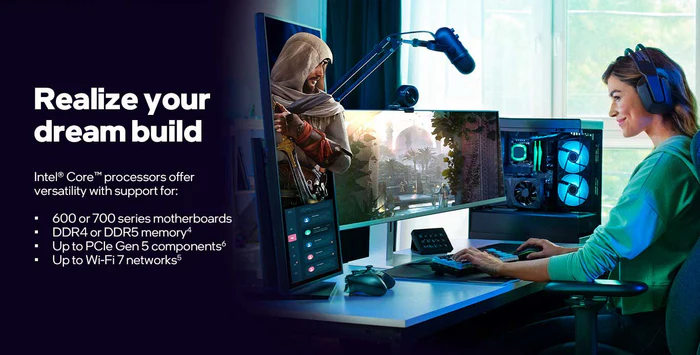 Realize your
dream build
Intel® Core™ processors offer
versatility with support for:
▪ 600 or 700 series motherboards
▪ DDR4 or DDR5 memory⁴
▪ Up to PCIe Gen 5 components⁶
▪ Up to Wi-Fi 7 networks⁵